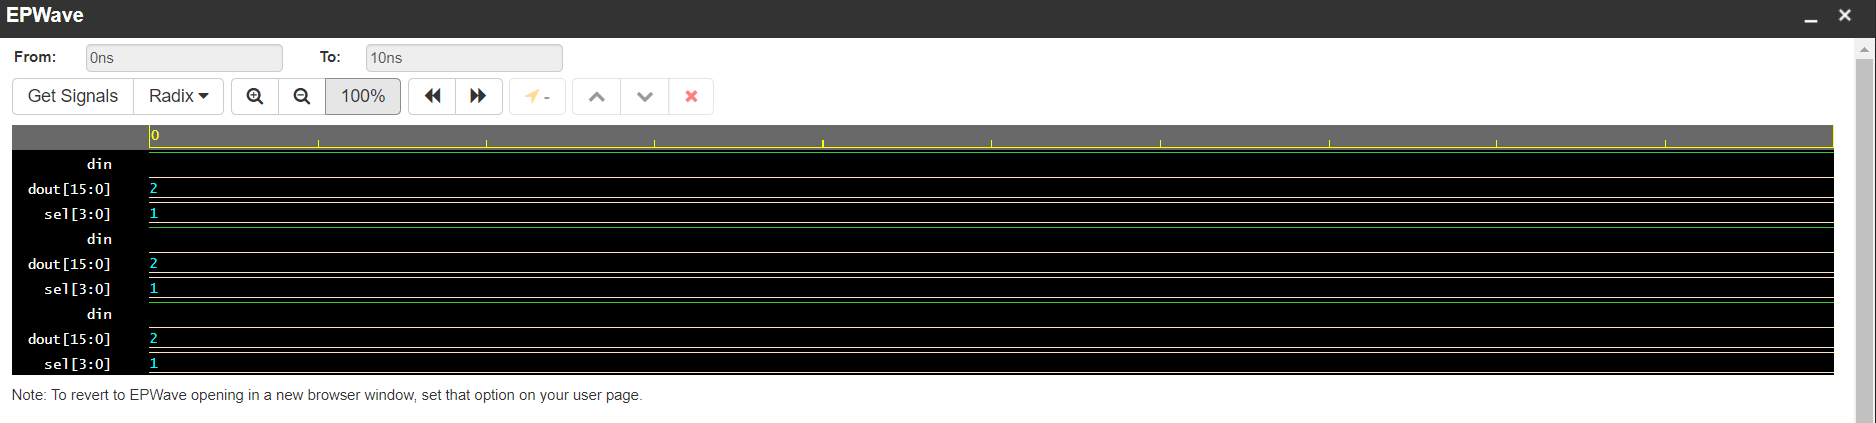 EPWave
From: 0ns To: 10ns
Get Signals Radix 100% -
0
din
dout[15:0] 2
sel[3:0] 1
din
dout[15:0] 2
sel[3:0] 1
din
dout[15:0] 2
sel[3:0] 1
Note: To revert to EPWave opening in a new browser window, set that option on your user page.